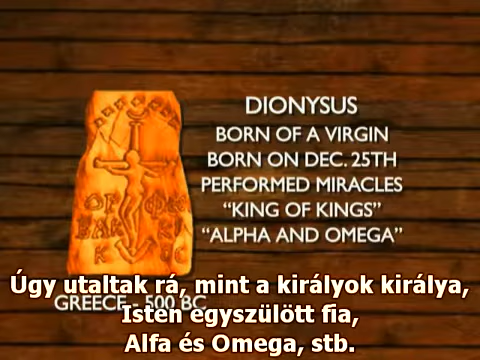 DIONYSUS
BORN OF A VIRGIN
BORN ON DEC. 25TH
PERFORMED MIRACLES
“KING OF KINGS”
“ALPHA AND OMEGA”
GREECE - 500 BC
Úgy utaltak rá, mint a királyok királya,
Isten egyszülött fia,
Alfa és Omega, stb.